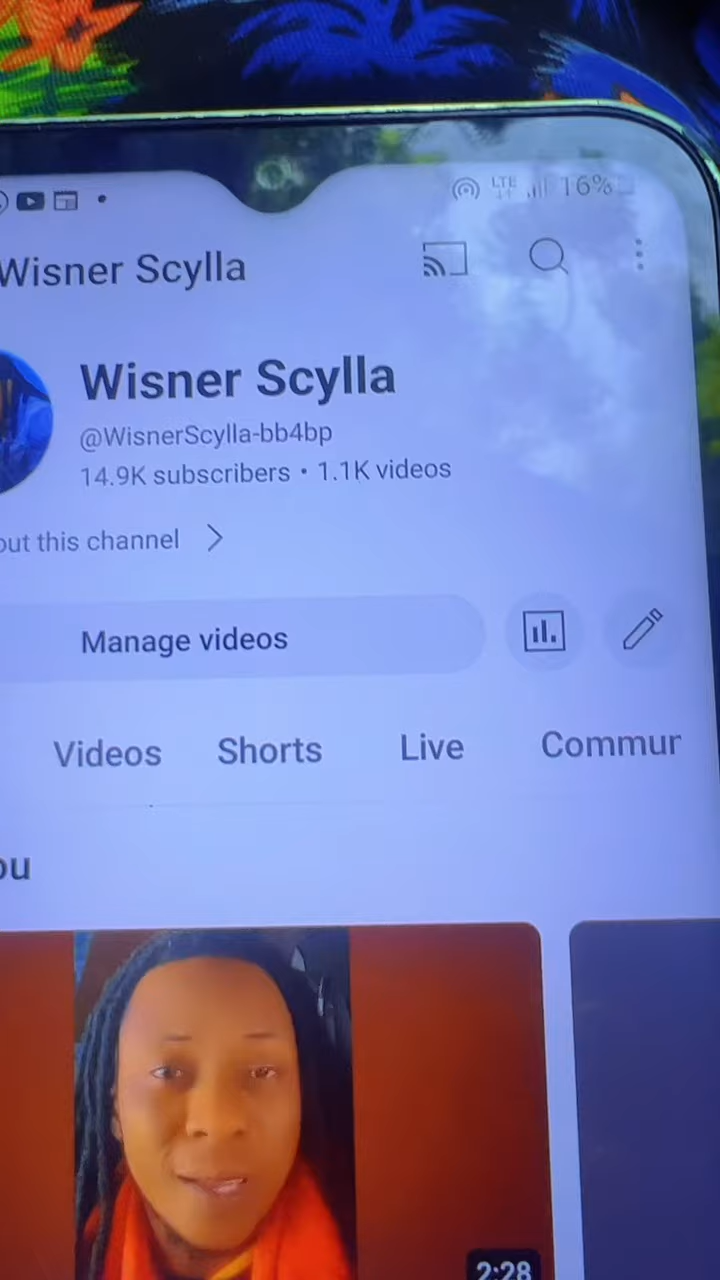 LTE 16%
Wisner Scylla
Wisner Scylla
@WisnerScylla-bb4bp
14.9K subscribers • 1.1K videos
out this channel
Manage videos
Videos Shorts Live Commur
ou
2:28